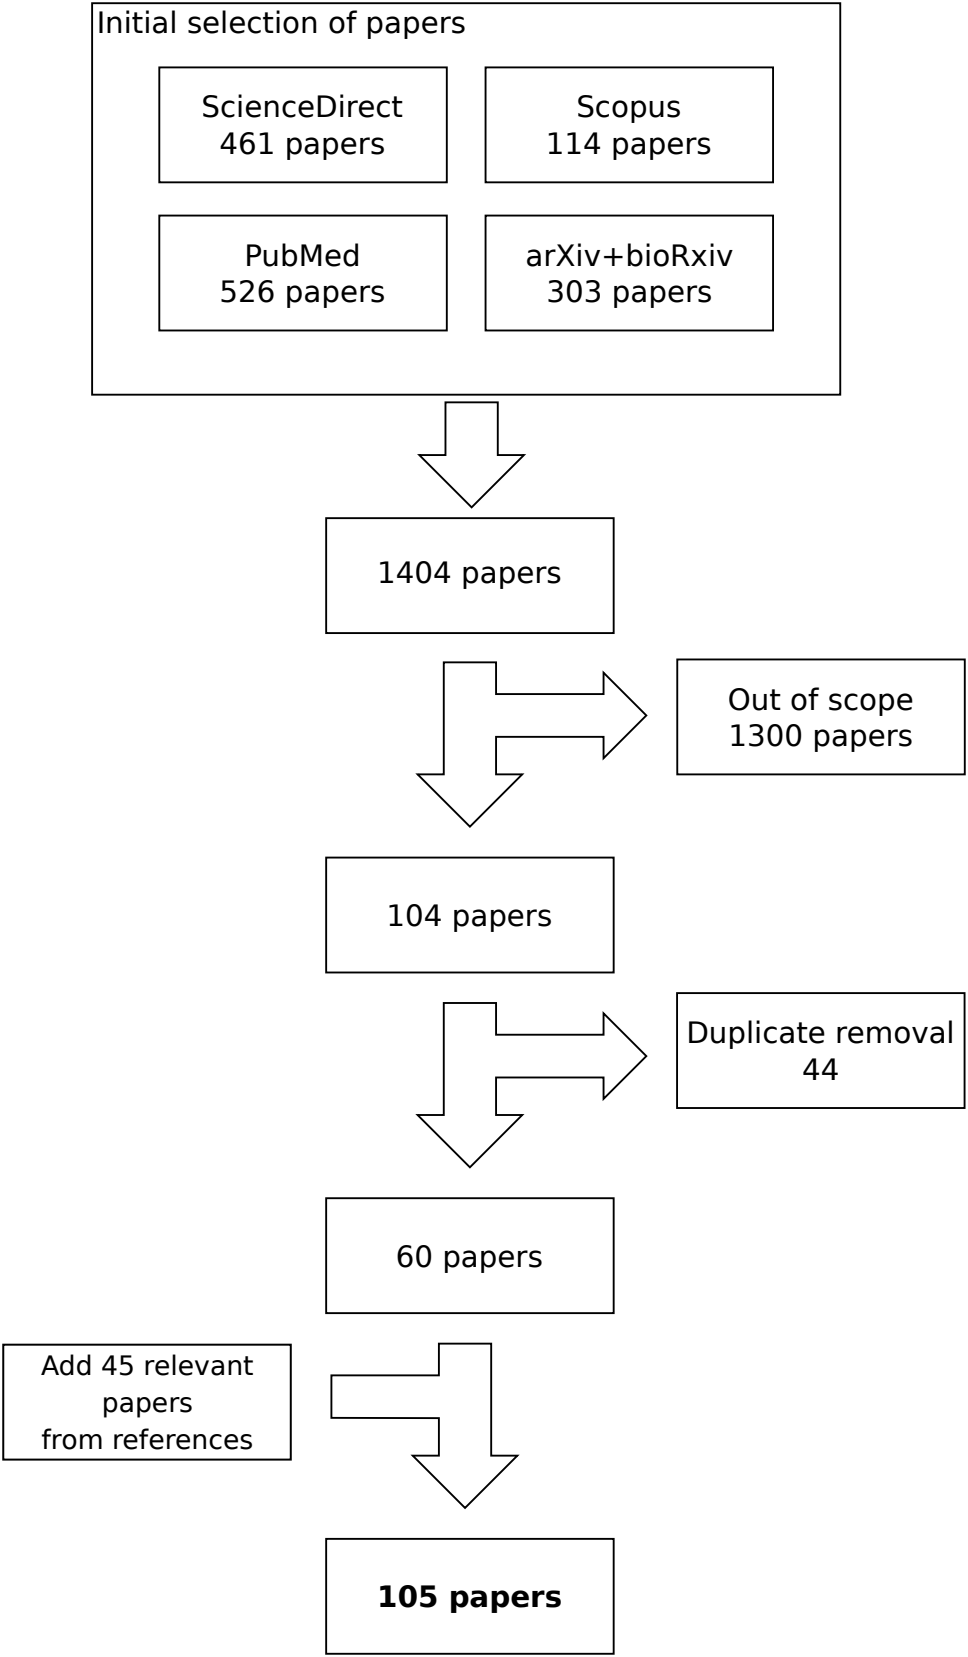 Initial selection of papers
ScienceDirect
461 papers
Scopus
114 papers
PubMed
526 papers
arXiv+bioRxiv
303 papers
1404 papers
Out of scope
1300 papers
104 papers
Duplicate removal
44
60 papers
Add 45 relevant
papers
from references
105 papers